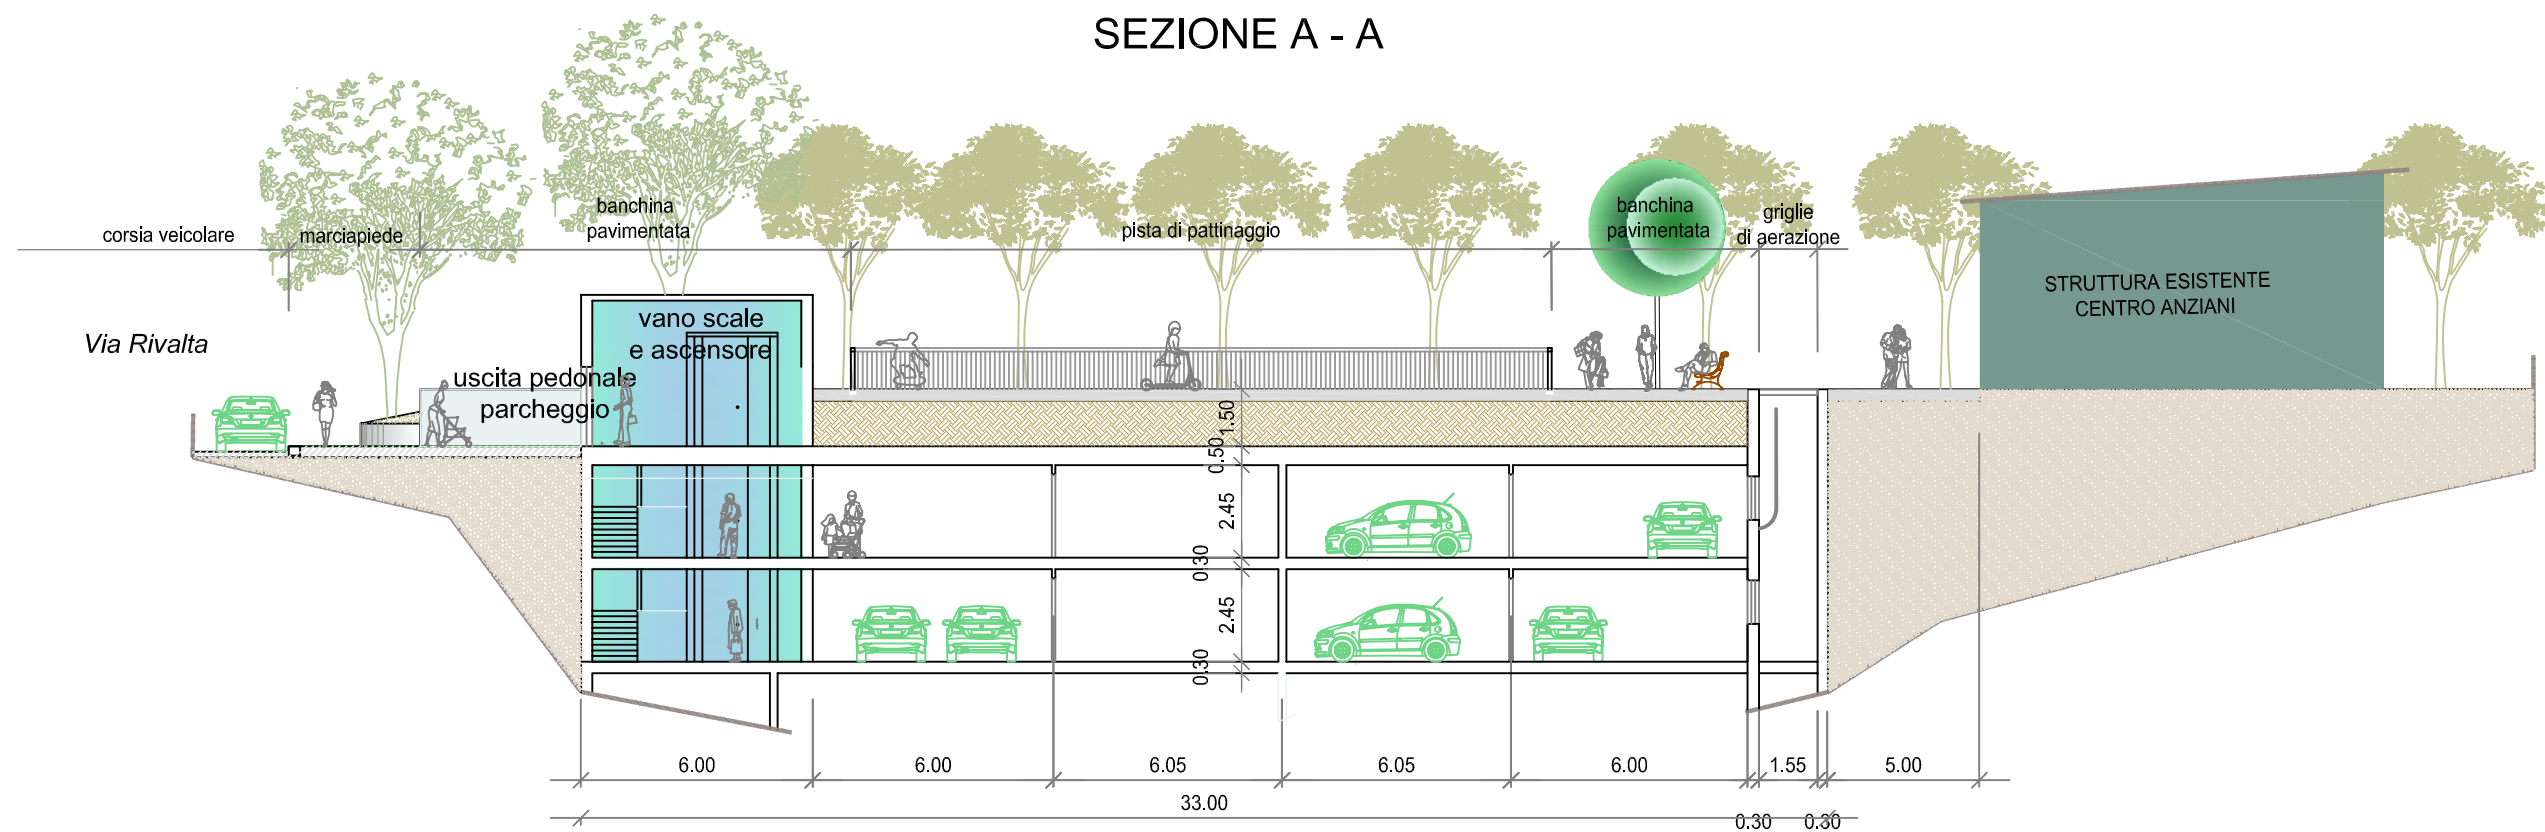 SEZIONE A - A
corsia veicolare
marciapiede
banchina
pavimentata
pista di pattinaggio
banchina
pavimentata
griglie
di aerazione
Via Rivalta
vano scale
e ascensore
uscita pedonale
parcheggio
STRUTTURA ESISTENTE
CENTRO ANZIANI
1.50
0.50
2.45
0.30
2.45
0.30
6.00
6.00
6.05
6.05
6.00
1.55
5.00
33.00
0.30
0.30